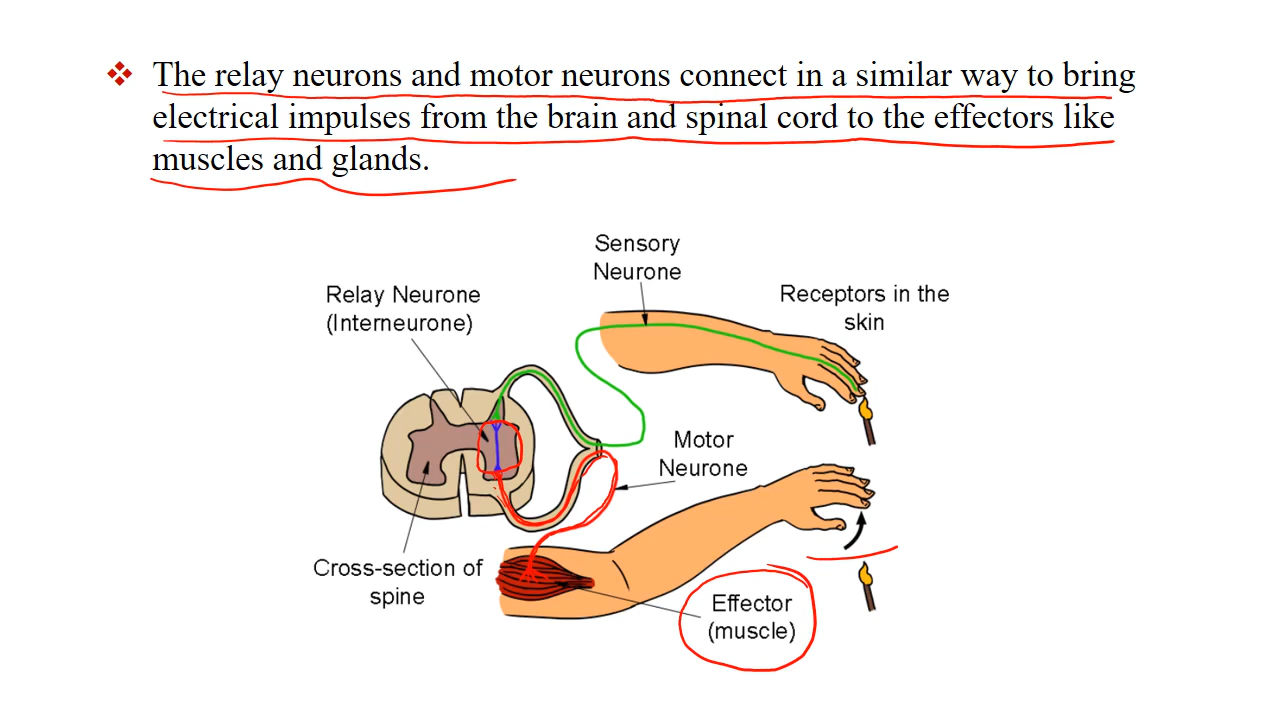 The relay neurons and motor neurons connect in a similar way to bring
electrical impulses from the brain and spinal cord to the effectors like
muscles and glands.
Sensory
Neurone
Relay Neurone
(Interneurone)
Receptors in the
skin
Motor
Neurone
Cross-section of
spine
Effector
(muscle)